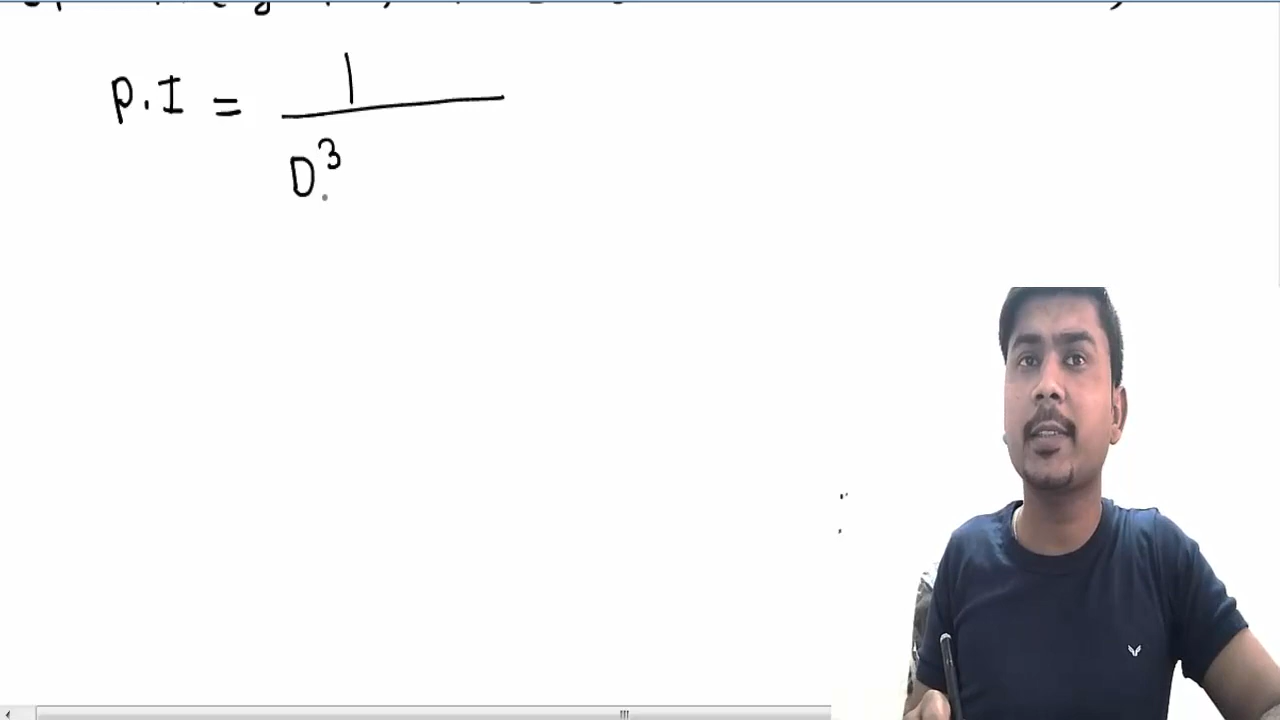 P.I = 1
D³